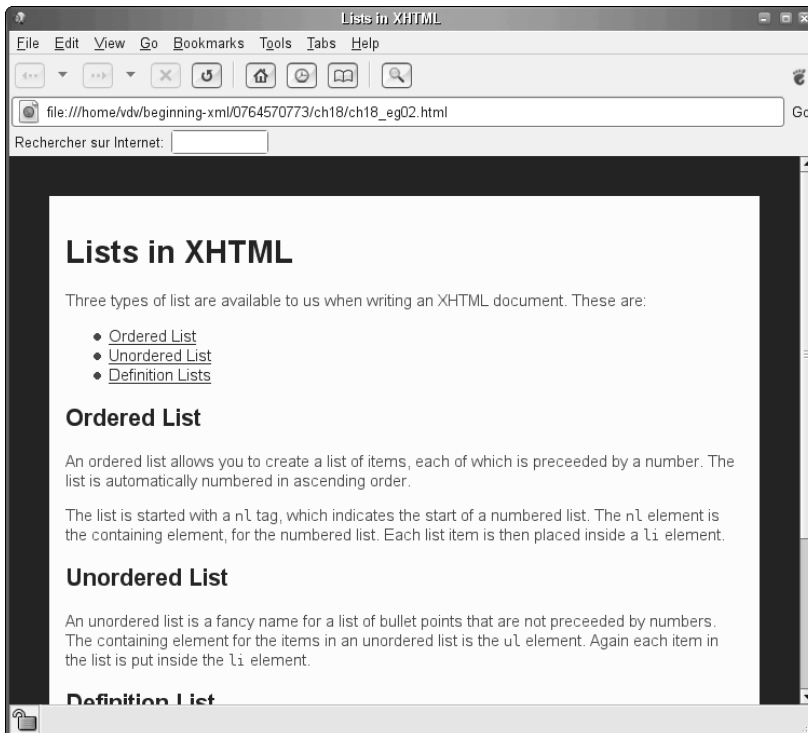 Lists in XHTML
File Edit View Go Bookmarks Tools Tabs Help
file:///home/vdv/beginning-xml/0764570773/ch18/ch18_eg02.html
Go
Rechercher sur Internet:
Lists in XHTML
Three types of list are available to us when writing an XHTML document. These are:
Ordered List
Unordered List
Definition Lists
Ordered List
An ordered list allows you to create a list of items, each of which is preceeded by a number. The
list is automatically numbered in ascending order.
The list is started with a nl tag, which indicates the start of a numbered list. The nl element is
the containing element, for the numbered list. Each list item is then placed inside a li element.
Unordered List
An unordered list is a fancy name for a list of bullet points that are not preceeded by numbers.
The containing element for the items in an unordered list is the ul element. Again each item in
the list is put inside the li element.
Definition List